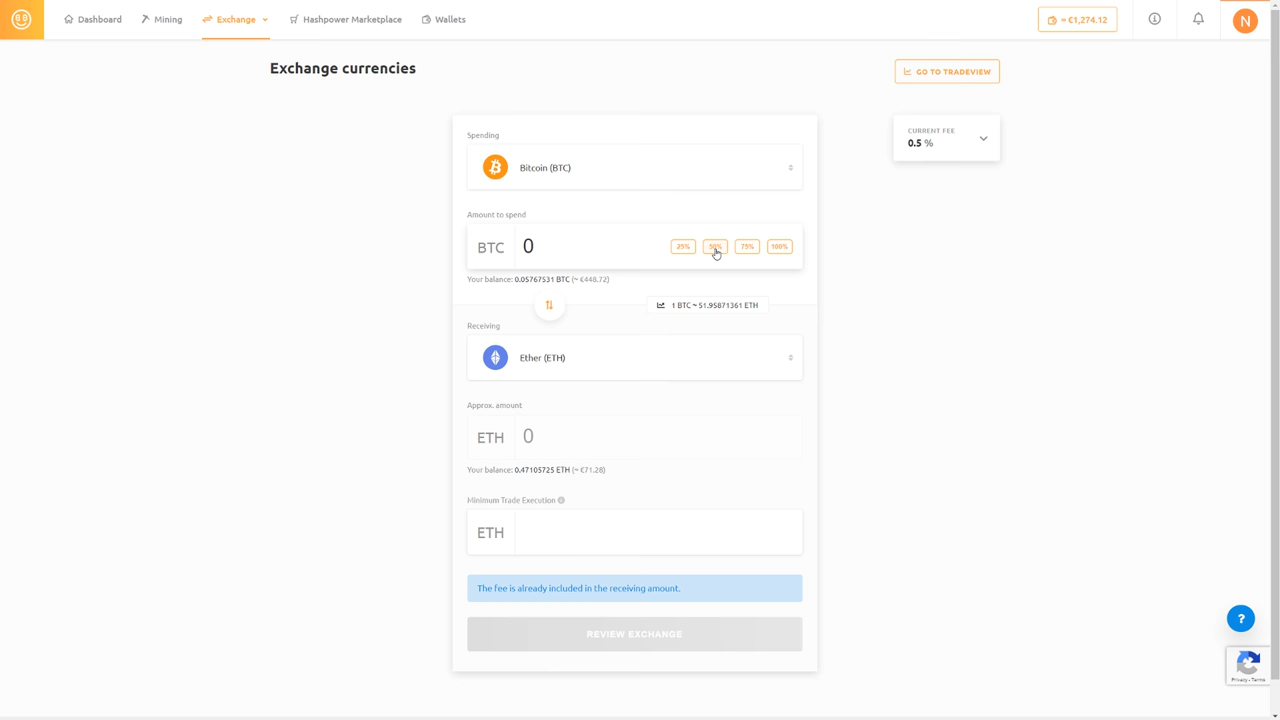 Dashboard Mining Exchange Hashpower Marketplace Wallets ≈ €1,274.12 N
Exchange currencies
GO TO TRADEVIEW
Spending
CURRENT FEE
0.5 %
Bitcoin (BTC)
Amount to spend
BTC 0 25% 50% 75% 100%
Your balance: 0.05767531 BTC (~ €448.72)
1 BTC ~ 51.95871361 ETH
Receiving
Ether (ETH)
Approx. amount
ETH 0
Your balance: 0.47105725 ETH (~ €71.28)
Minimum Trade Execution
ETH
The fee is already included in the receiving amount.
REVIEW EXCHANGE
?
Privacy - Terms